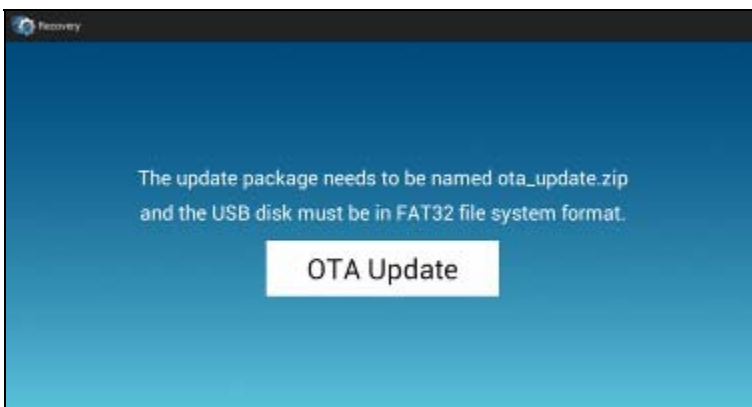 Recovery
The update package needs to be named ota_update.zip
and the USB disk must be in FAT32 file system format.
OTA Update